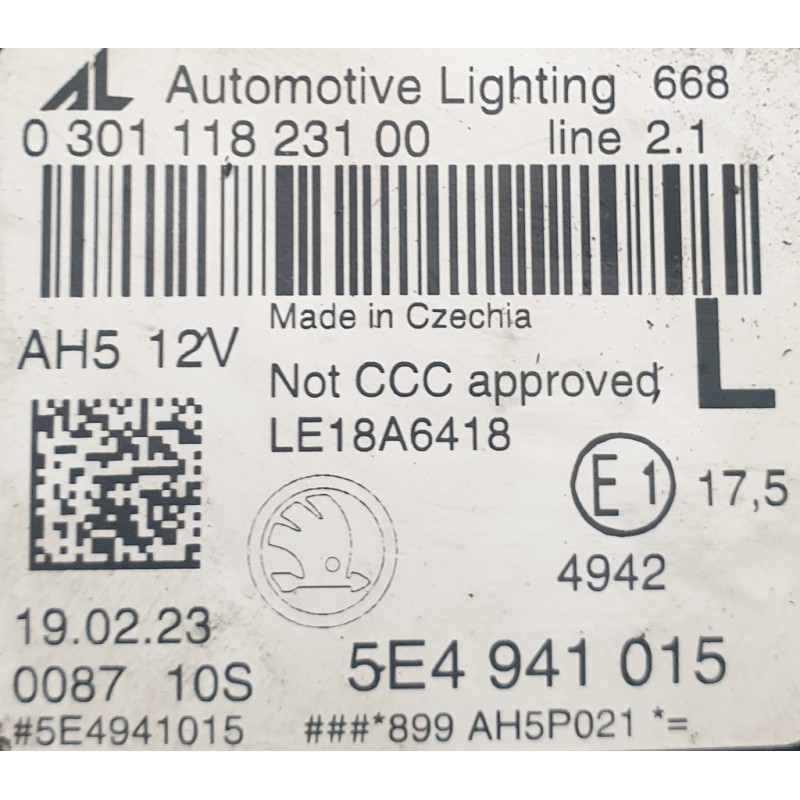 AL Automotive Lighting 668
0 301 118 231 00 line 2.1
Made in Czechia
AH5 12V
Not CCC approved L
LE18A6418
E1 17,5
4942
19.02.23
0087 10S 5E4 941 015
#5E4941015 ###*899 AH5P021 *=